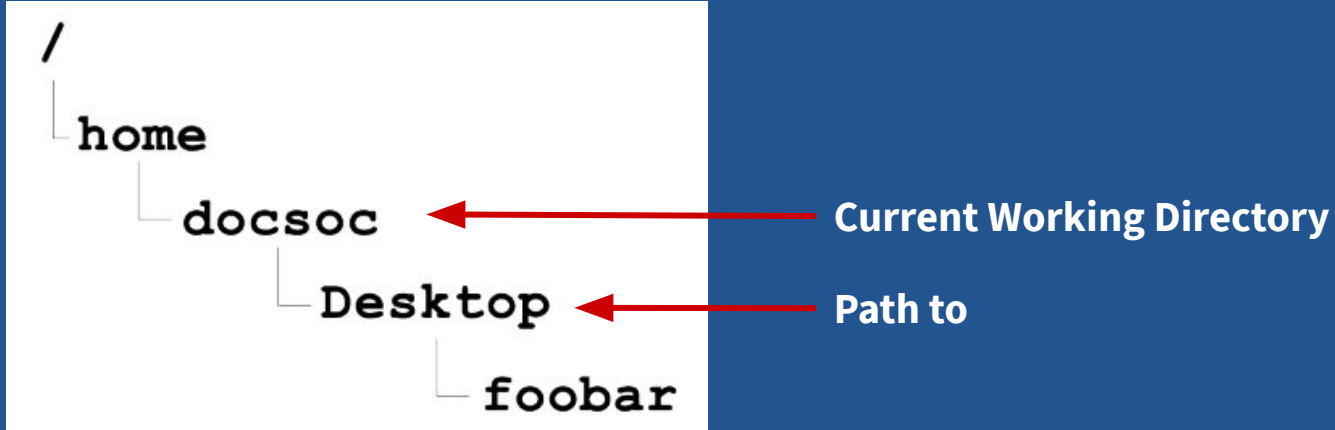 /
home
docsoc
Current Working Directory
Desktop
Path to
foobar